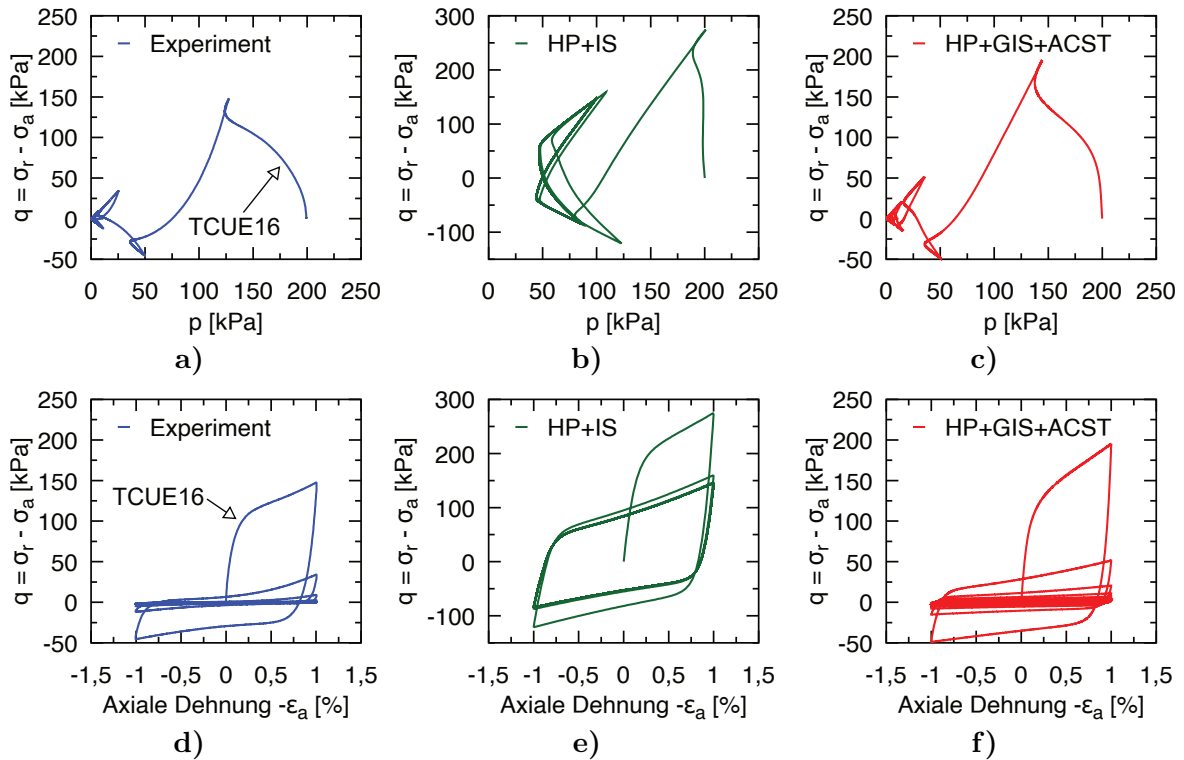 250
200
150
100
50
0
-50
q = σr - σa [kPa]
Experiment
TCUE16
0 50 100 150 200 250
p [kPa]
a)
300
200
100
0
-100
q = σr - σa [kPa]
HP+IS
0 50 100 150 200 250
p [kPa]
b)
250
200
150
100
50
0
-50
q = σr - σa [kPa]
HP+GIS+ACST
0 50 100 150 200 250
p [kPa]
c)
250
200
150
100
50
0
-50
q = σr - σa [kPa]
Experiment
TCUE16
-1,5 -1 -0,5 0 0,5 1 1,5
Axiale Dehnung -εa [%]
d)
300
200
100
0
-100
q = σr - σa [kPa]
HP+IS
-1,5 -1 -0,5 0 0,5 1 1,5
Axiale Dehnung -εa [%]
e)
250
200
150
100
50
0
-50
q = σr - σa [kPa]
HP+GIS+ACST
-1,5 -1 -0,5 0 0,5 1 1,5
Axiale Dehnung -εa [%]
f)